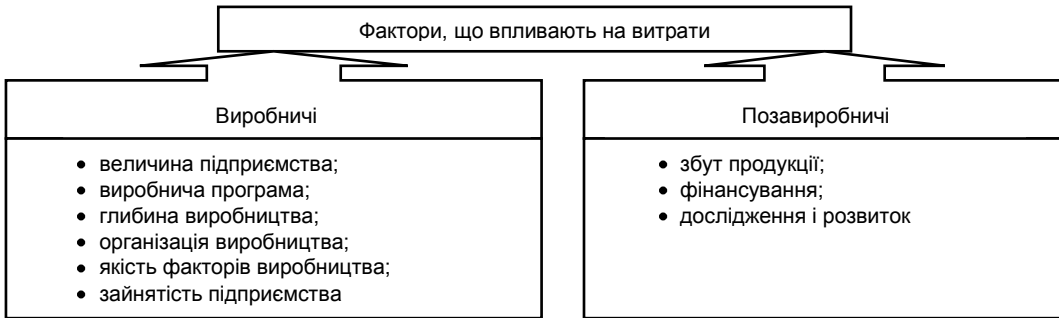 Фактори, що впливають на витрати
Виробничі
• величина підприємства;
• виробнича програма;
• глибина виробництва;
• організація виробництва;
• якість факторів виробництва;
• зайнятість підприємства
Позавиробничі
• збут продукції;
• фінансування;
• дослідження і розвиток